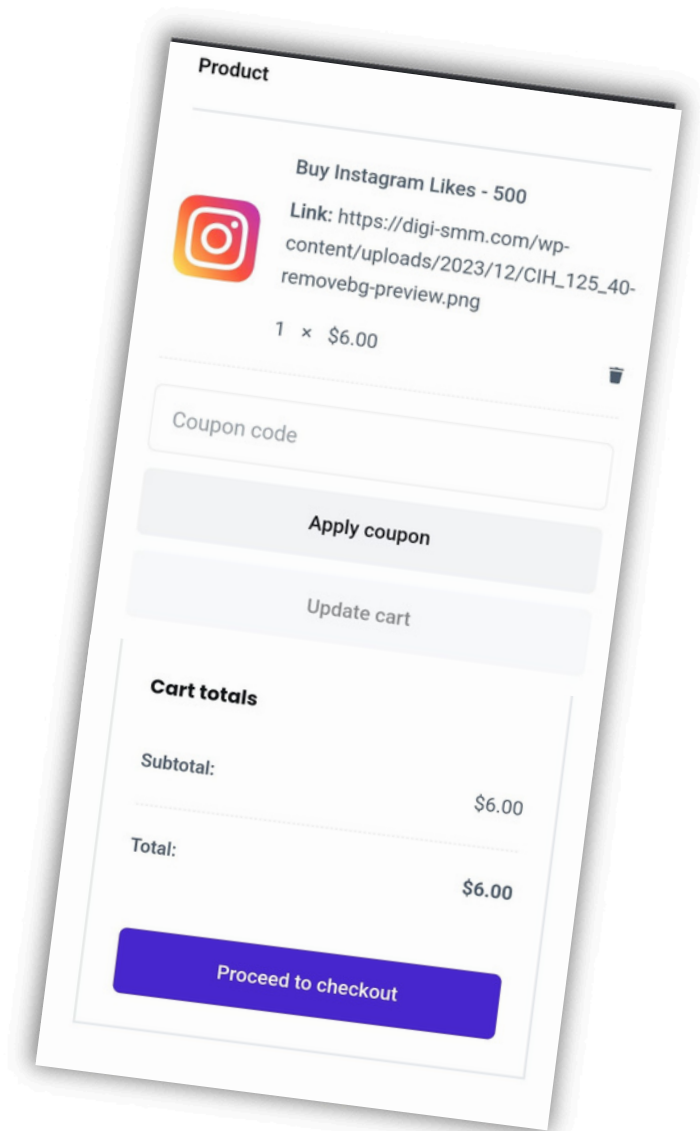 Product
Buy Instagram Likes - 500
Link: https://digi-smm.com/wp-
content/uploads/2023/12/CIH_125_40-
removebg-preview.png
1 × $6.00
Coupon code
Apply coupon
Update cart
Cart totals
Subtotal:
$6.00
Total:
$6.00
Proceed to checkout